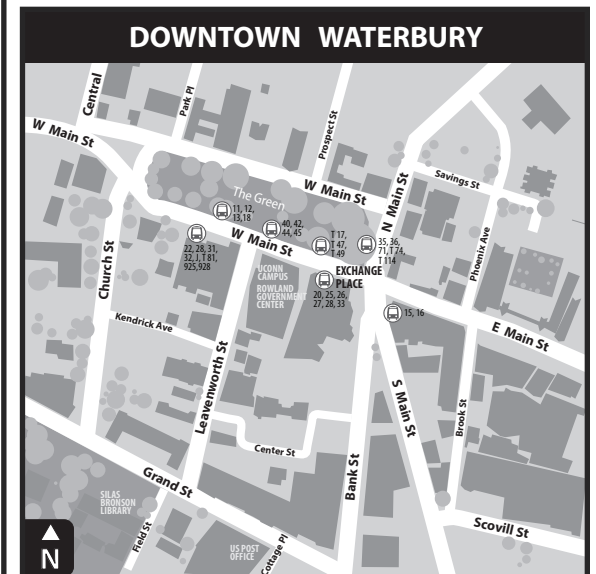 DOWNTOWN WATERBURY
Central
Park Pl
Prospect St
W Main St
W Main St
N Main St
Savings St
The Green
11, 12,
13,18
40, 42,
44, 45
T 17,
T 47,
T 49
35, 36,
71, T 74,
T 114
22, 28, 31,
32, J, T 81,
925,928
W Main St
Church St
Phoenix Ave
UCONN
CAMPUS
ROWLAND
GOVERNMENT
CENTER
EXCHANGE
PLACE
20, 25, 26,
27, 28, 33
15, 16
E Main St
Kendrick Ave
Leavenworth St
S Main St
Brook St
Center St
Bank St
Grand St
SILAS
BRONSON
LIBRARY
Field St
US POST
OFFICE
Cottage Pl
Scovill St
N